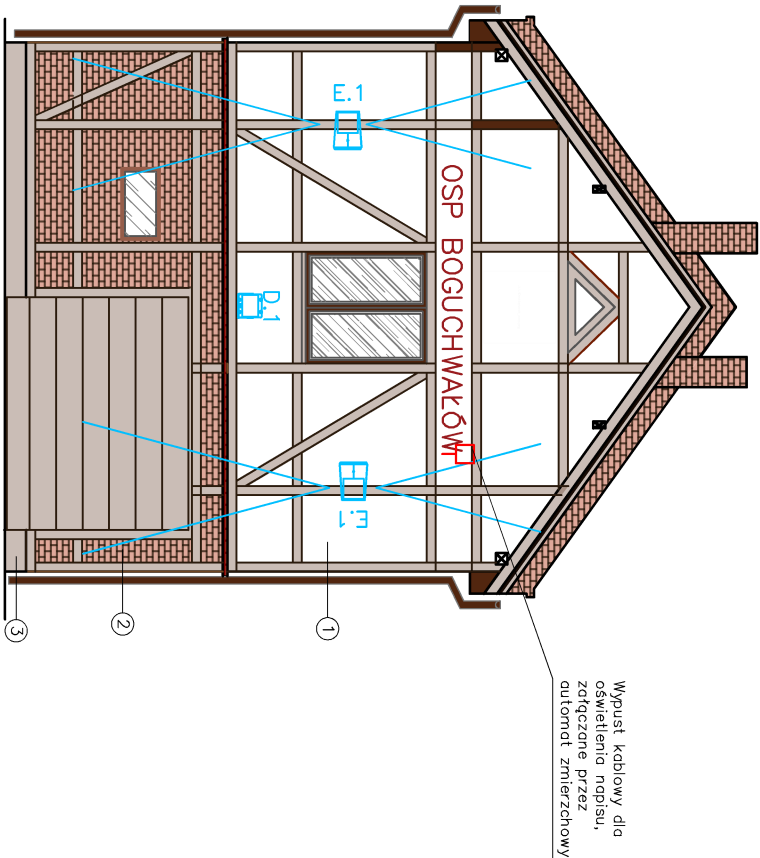 E.1
OSP BOGUCHWAŁÓW
D.1
E.1
1
2
3
Wypust kablowy dla
oświetlenia napisu,
załączane przez
automat zmierzchowy